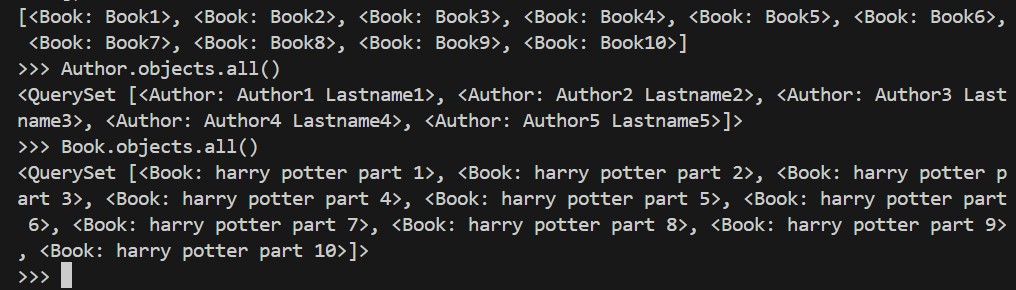 [<Book: Book1>, <Book: Book2>, <Book: Book3>, <Book: Book4>, <Book: Book5>, <Book: Book6>,
<Book: Book7>, <Book: Book8>, <Book: Book9>, <Book: Book10>]
>>> Author.objects.all()
<QuerySet [<Author: Author1 Lastname1>, <Author: Author2 Lastname2>, <Author: Author3 Last
name3>, <Author: Author4 Lastname4>, <Author: Author5 Lastname5>]>
>>> Book.objects.all()
<QuerySet [<Book: harry potter part 1>, <Book: harry potter part 2>, <Book: harry potter p
art 3>, <Book: harry potter part 4>, <Book: harry potter part 5>, <Book: harry potter part
6>, <Book: harry potter part 7>, <Book: harry potter part 8>, <Book: harry potter part 9>
, <Book: harry potter part 10>]>
>>>